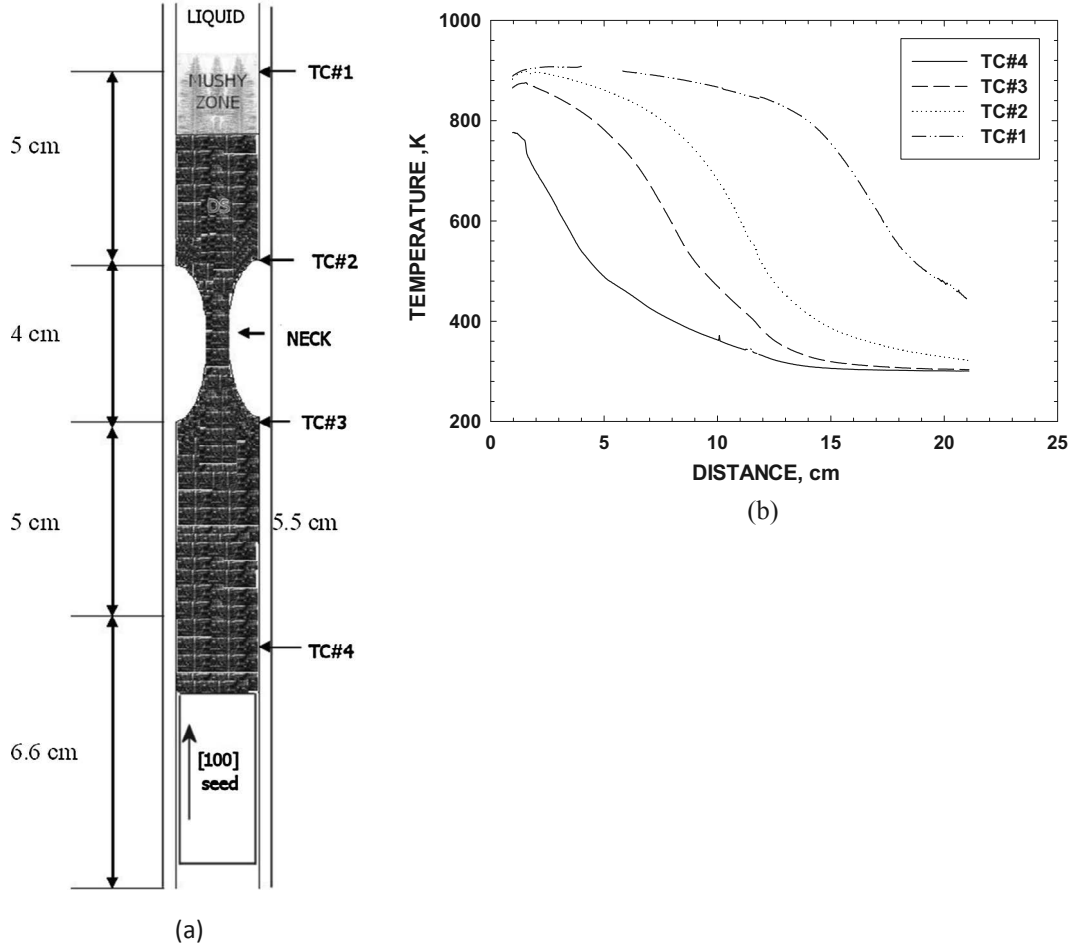 LIQUID
TC#1
MUSHY
ZONE
5 cm
DS
TC#2
4 cm
NECK
TC#3
5 cm
5.5 cm
TC#4
6.6 cm
[100]
seed
(a)
1000
800
600
400
200
TEMPERATURE ,K
TC#4
TC#3
TC#2
TC#1
0 5 10 15 20 25
DISTANCE, cm
(b)